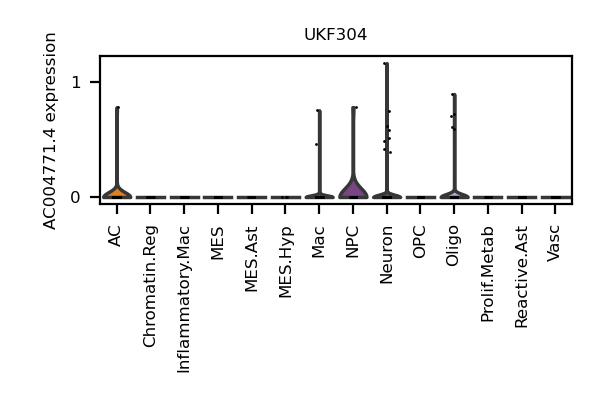 UKF304
AC004771.4 expression
1
0
AC
Chromatin.Reg
Inflammatory.Mac
MES
MES.Ast
MES.Hyp
Mac
NPC
Neuron
OPC
Oligo
Prolif.Metab
Reactive.Ast
Vasc